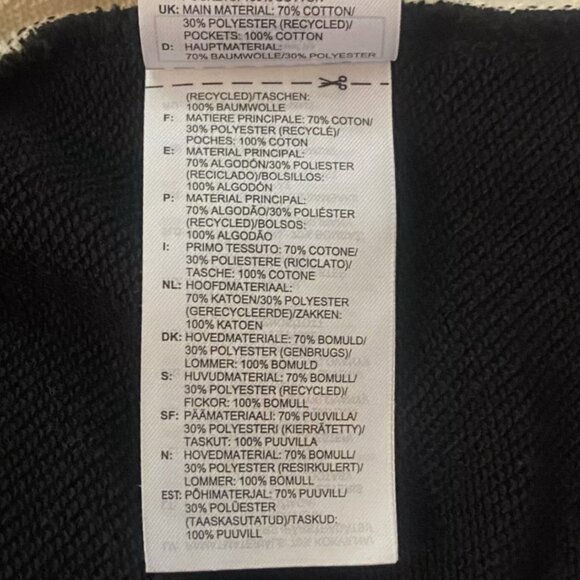 UK: MAIN MATERIAL: 70% COTTON/
30% POLYESTER (RECYCLED)/
POCKETS: 100% COTTON
D: HAUPTMATERIAL:
70% BAUMWOLLE/30% POLYESTER
(RECYCLED)/TASCHEN:
100% BAUMWOLLE
F: MATIERE PRINCIPALE: 70% COTON/
30% POLYESTER (RECYCLÉ)/
POCHES: 100% COTON
E: MATERIAL PRINCIPAL:
70% ALGODÓN/30% POLIESTER
(RECICLADO)/BOLSILLOS:
100% ALGODÓN
P: MATERIAL PRINCIPAL:
70% ALGODÃO/30% POLIÉSTER
(RECYCLED)/BOLSOS:
100% ALGODÃO
I: PRIMO TESSUTO: 70% COTONE/
30% POLIESTERE (RICICLATO)/
TASCHE: 100% COTONE
NL: HOOFDMATERIAAL:
70% KATOEN/30% POLYESTER
(GERECYCLEERDE)/ZAKKEN:
100% KATOEN
DK: HOVEDMATERIALE: 70% BOMULD/
30% POLYESTER (GENBRUGS)/
LOMMER: 100% BOMULD
S: HUVUDMATERIAL: 70% BOMULL/
30% POLYESTER (RECYCLED)/
FICKOR: 100% BOMULL
SF: PÄÄMATERIAALI: 70% PUUVILLA/
30% POLYESTERI (KIERRÄTETTY)/
TASKUT: 100% PUUVILLA
N: HOVEDMATERIAL: 70% BOMULL/
30% POLYESTER (RESIRKULERT)/
LOMMER: 100% BOMULL
EST: PÕHIMATERJAL: 70% PUUVILL/
30% POLÜESTER
(TAASKASUTATUD)/TASKUD:
100% PUUVILL